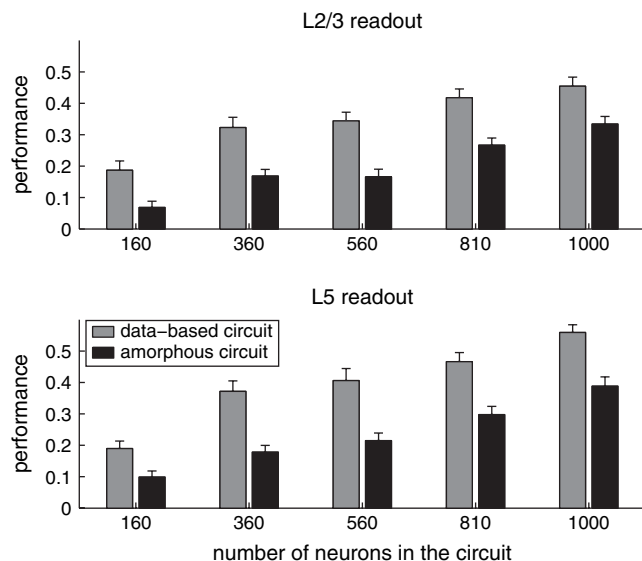 L2/3 readout
performance
0.5
0.4
0.3
0.2
0.1
0
160 360 560 810 1000
L5 readout
data-based circuit
amorphous circuit
performance
0.5
0.4
0.3
0.2
0.1
0
160 360 560 810 1000
number of neurons in the circuit